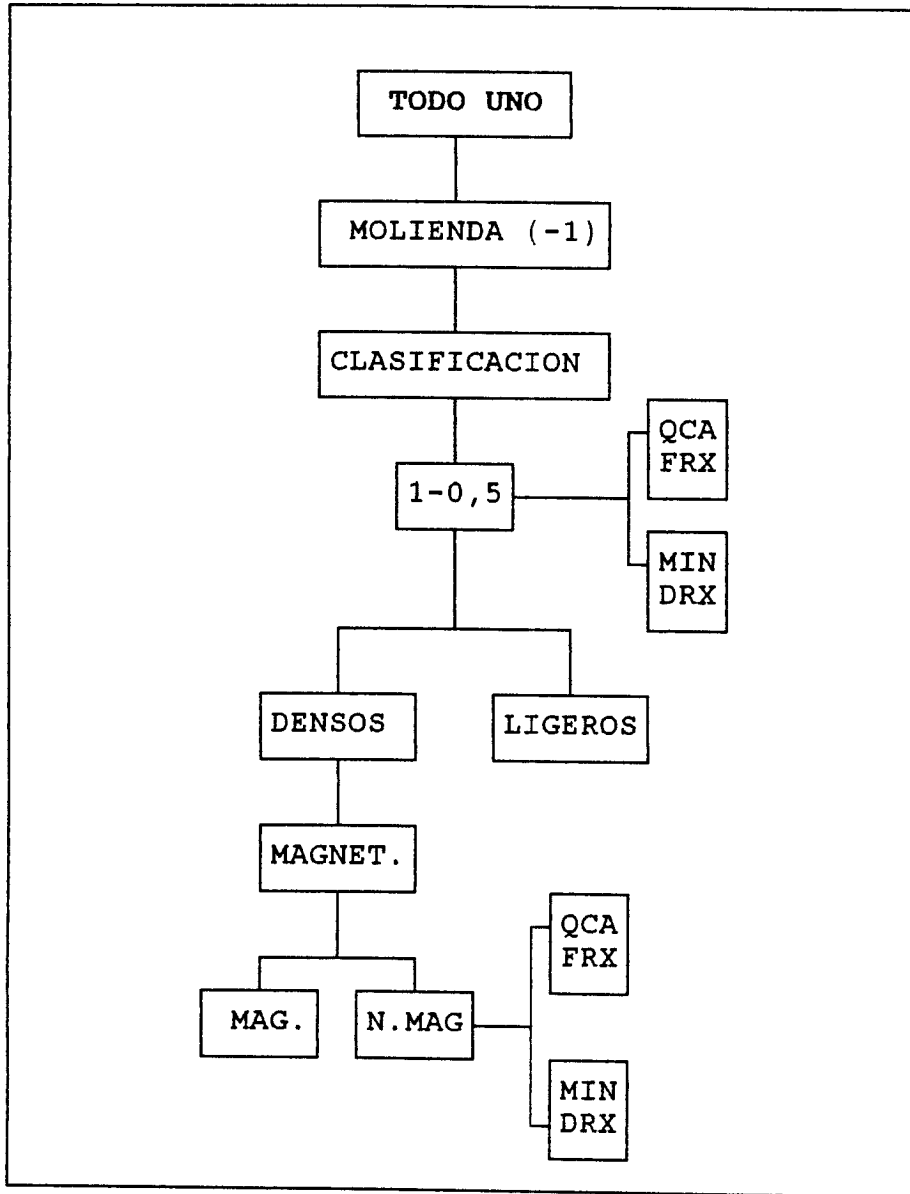 TODO UNO
MOLIENDA (-1)
CLASIFICACION
1-0,5
QCA
FRX
MIN
DRX
DENSOS
LIGEROS
MAGNET.
MAG.
N.MAG
QCA
FRX
MIN
DRX